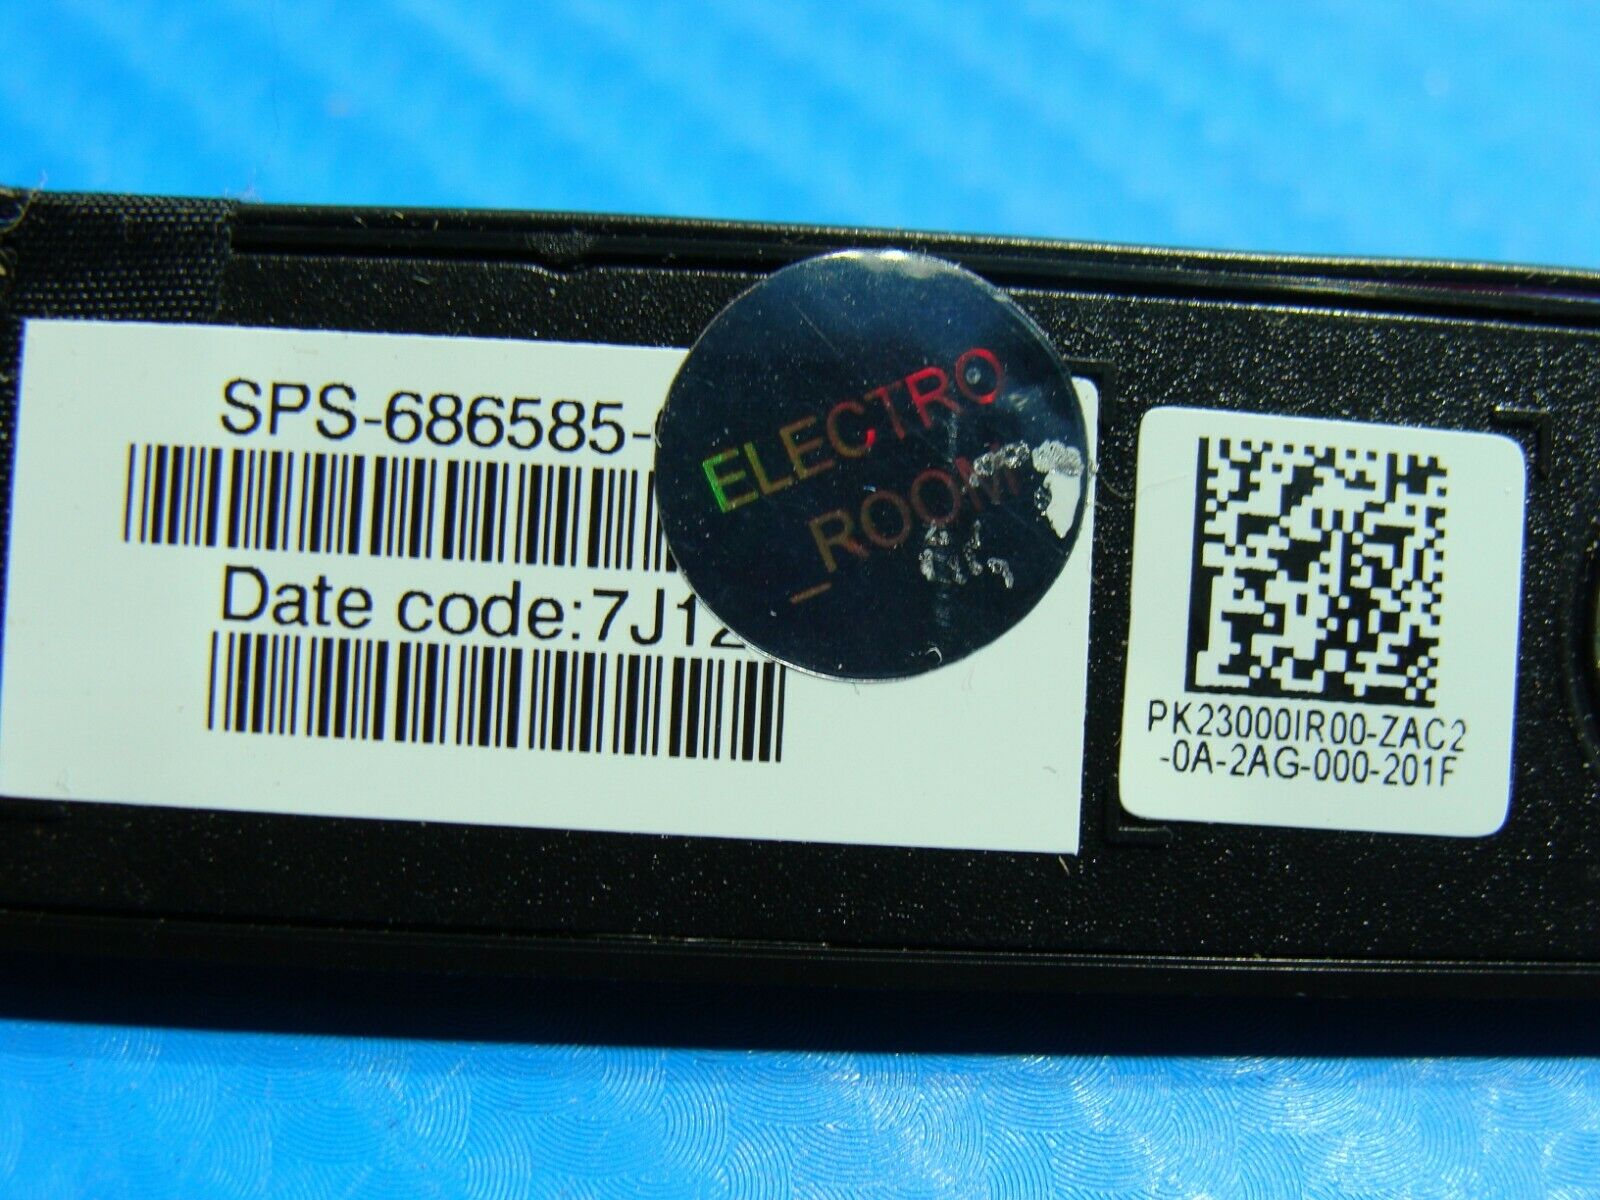 SPS-686585-
Date code:7J12
ELECTRO
_ROOM
PK23000IR00-ZAC2
-0A-2AG-000-201F